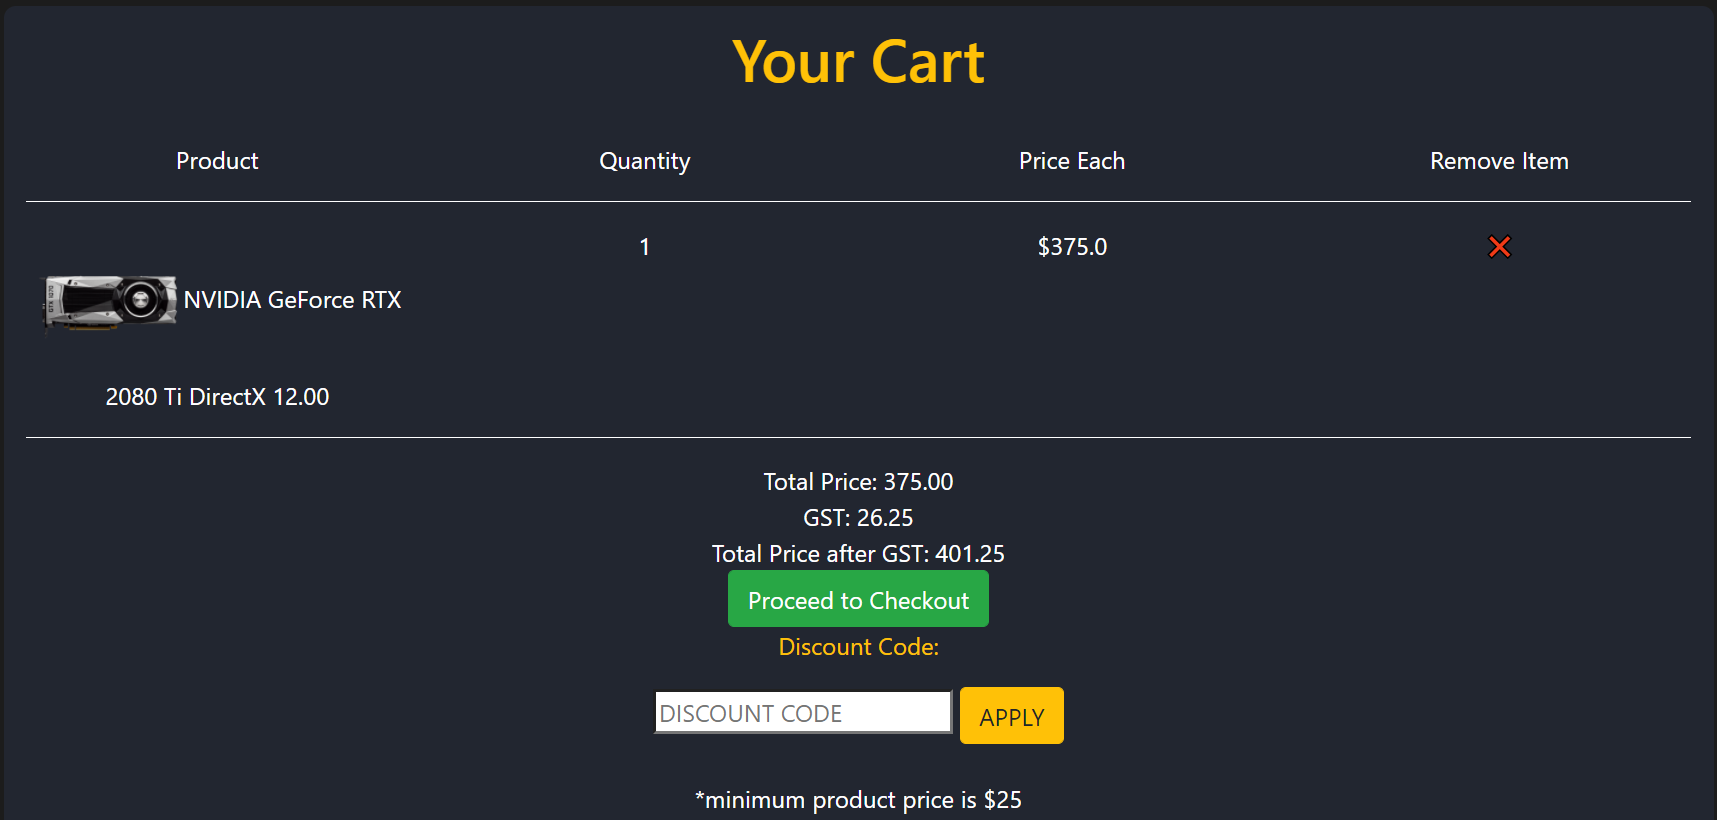 Your Cart
Product Quantity Price Each Remove Item
1 $375.0
GTX 1070
NVIDIA GeForce RTX
2080 Ti DirectX 12.00
Total Price: 375.00
GST: 26.25
Total Price after GST: 401.25
Proceed to Checkout
Discount Code:
DISCOUNT CODE APPLY
*minimum product price is $25